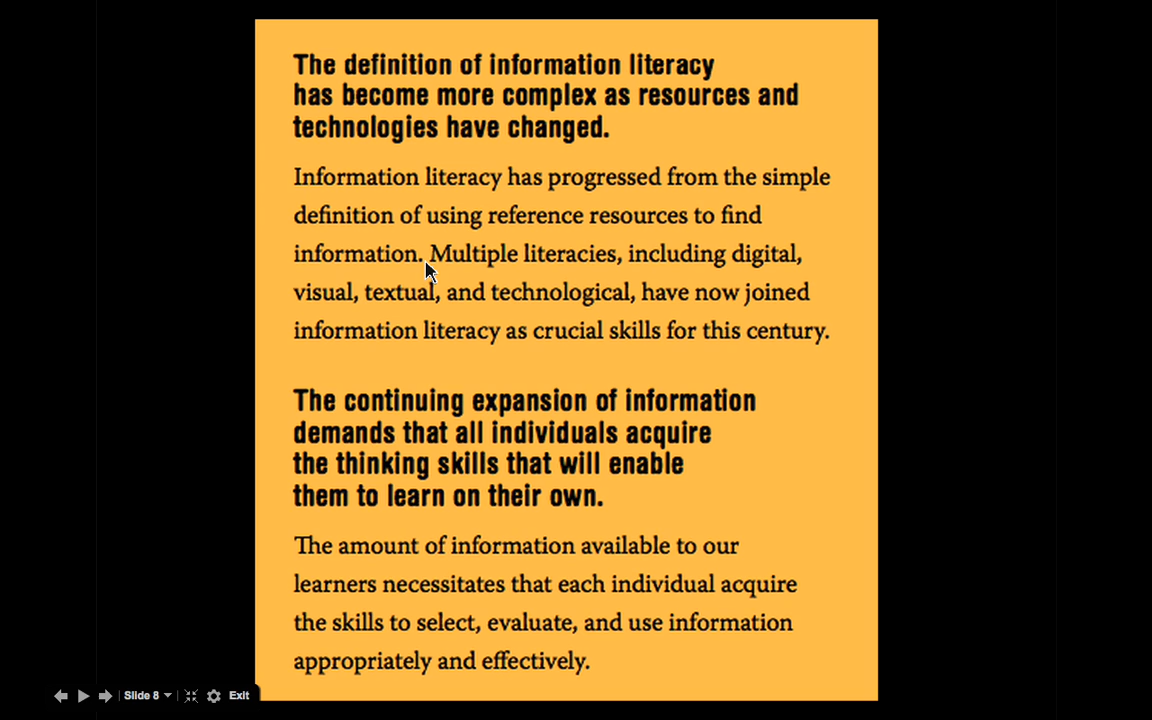 The definition of information literacy
has become more complex as resources and
technologies have changed.
Information literacy has progressed from the simple
definition of using reference resources to find
information. Multiple literacies, including digital,
visual, textual, and technological, have now joined
information literacy as crucial skills for this century.
The continuing expansion of information
demands that all individuals acquire
the thinking skills that will enable
them to learn on their own.
The amount of information available to our
learners necessitates that each individual acquire
the skills to select, evaluate, and use information
appropriately and effectively.
Slide 8 Exit